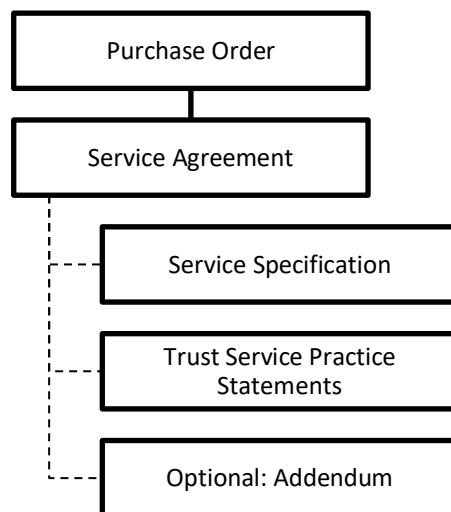 Purchase Order
Service Agreement
Service Specification
Trust Service Practice
Statements
Optional: Addendum